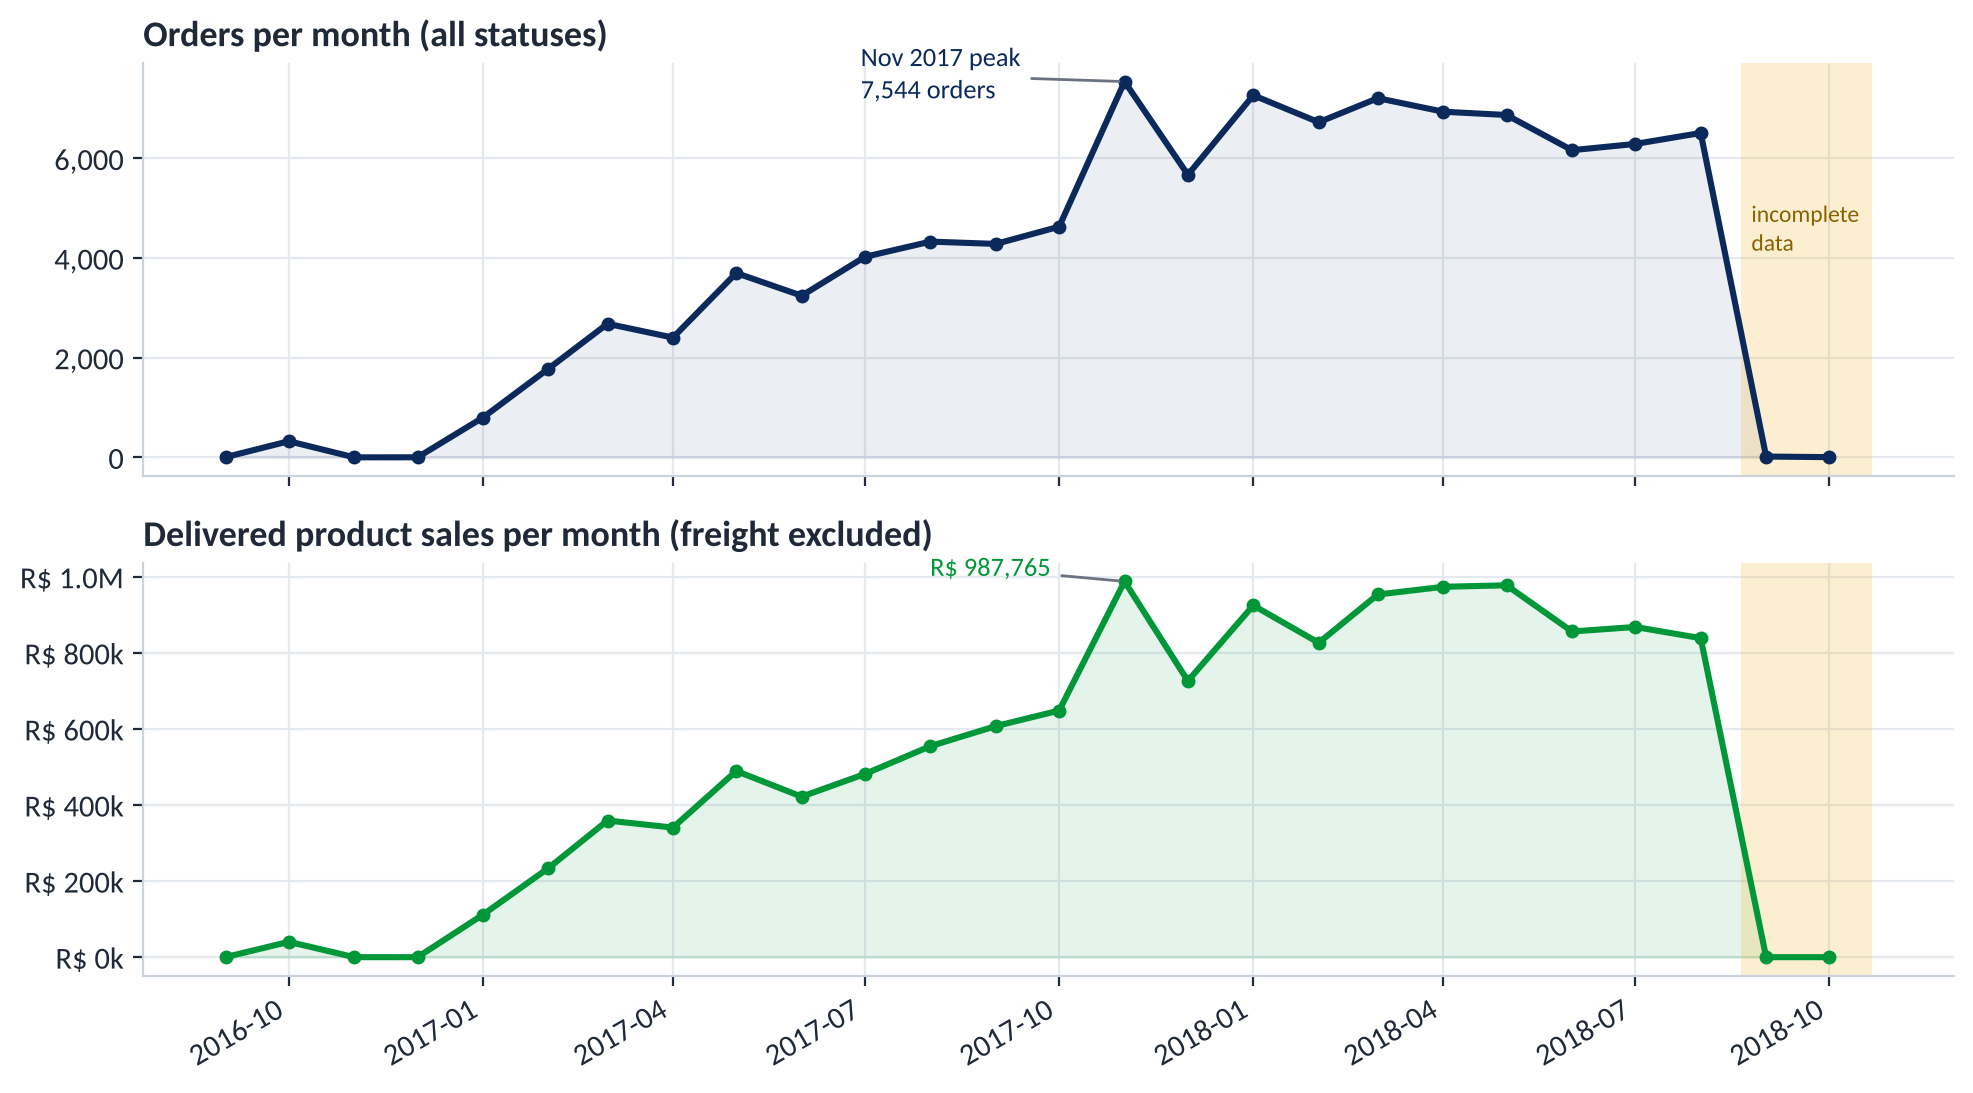 Orders per month (all statuses)
Nov 2017 peak
7,544 orders
6,000
4,000
2,000
0
incomplete
data
Delivered product sales per month (freight excluded)
R$ 987,765
R$ 1.0M
R$ 800k
R$ 600k
R$ 400k
R$ 200k
R$ 0k
2016-10
2017-01
2017-04
2017-07
2017-10
2018-01
2018-04
2018-07
2018-10